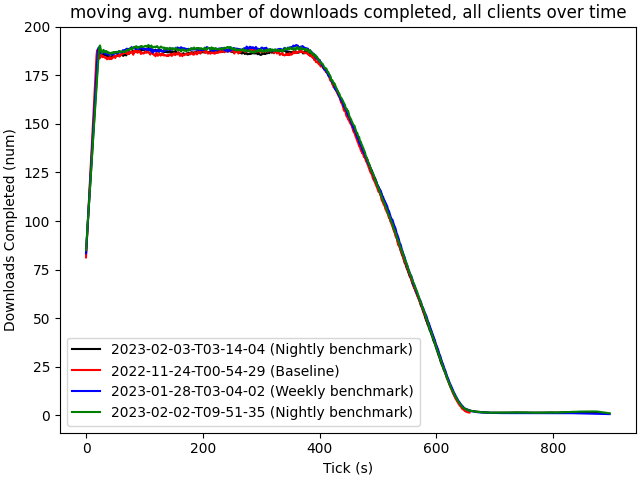 moving avg. number of downloads completed, all clients over time
Downloads Completed (num)
200
175
150
125
100
75
50
25
0
0 200 400 600 800
Tick (s)
2023-02-03-T03-14-04 (Nightly benchmark)
2022-11-24-T00-54-29 (Baseline)
2023-01-28-T03-04-02 (Weekly benchmark)
2023-02-02-T09-51-35 (Nightly benchmark)